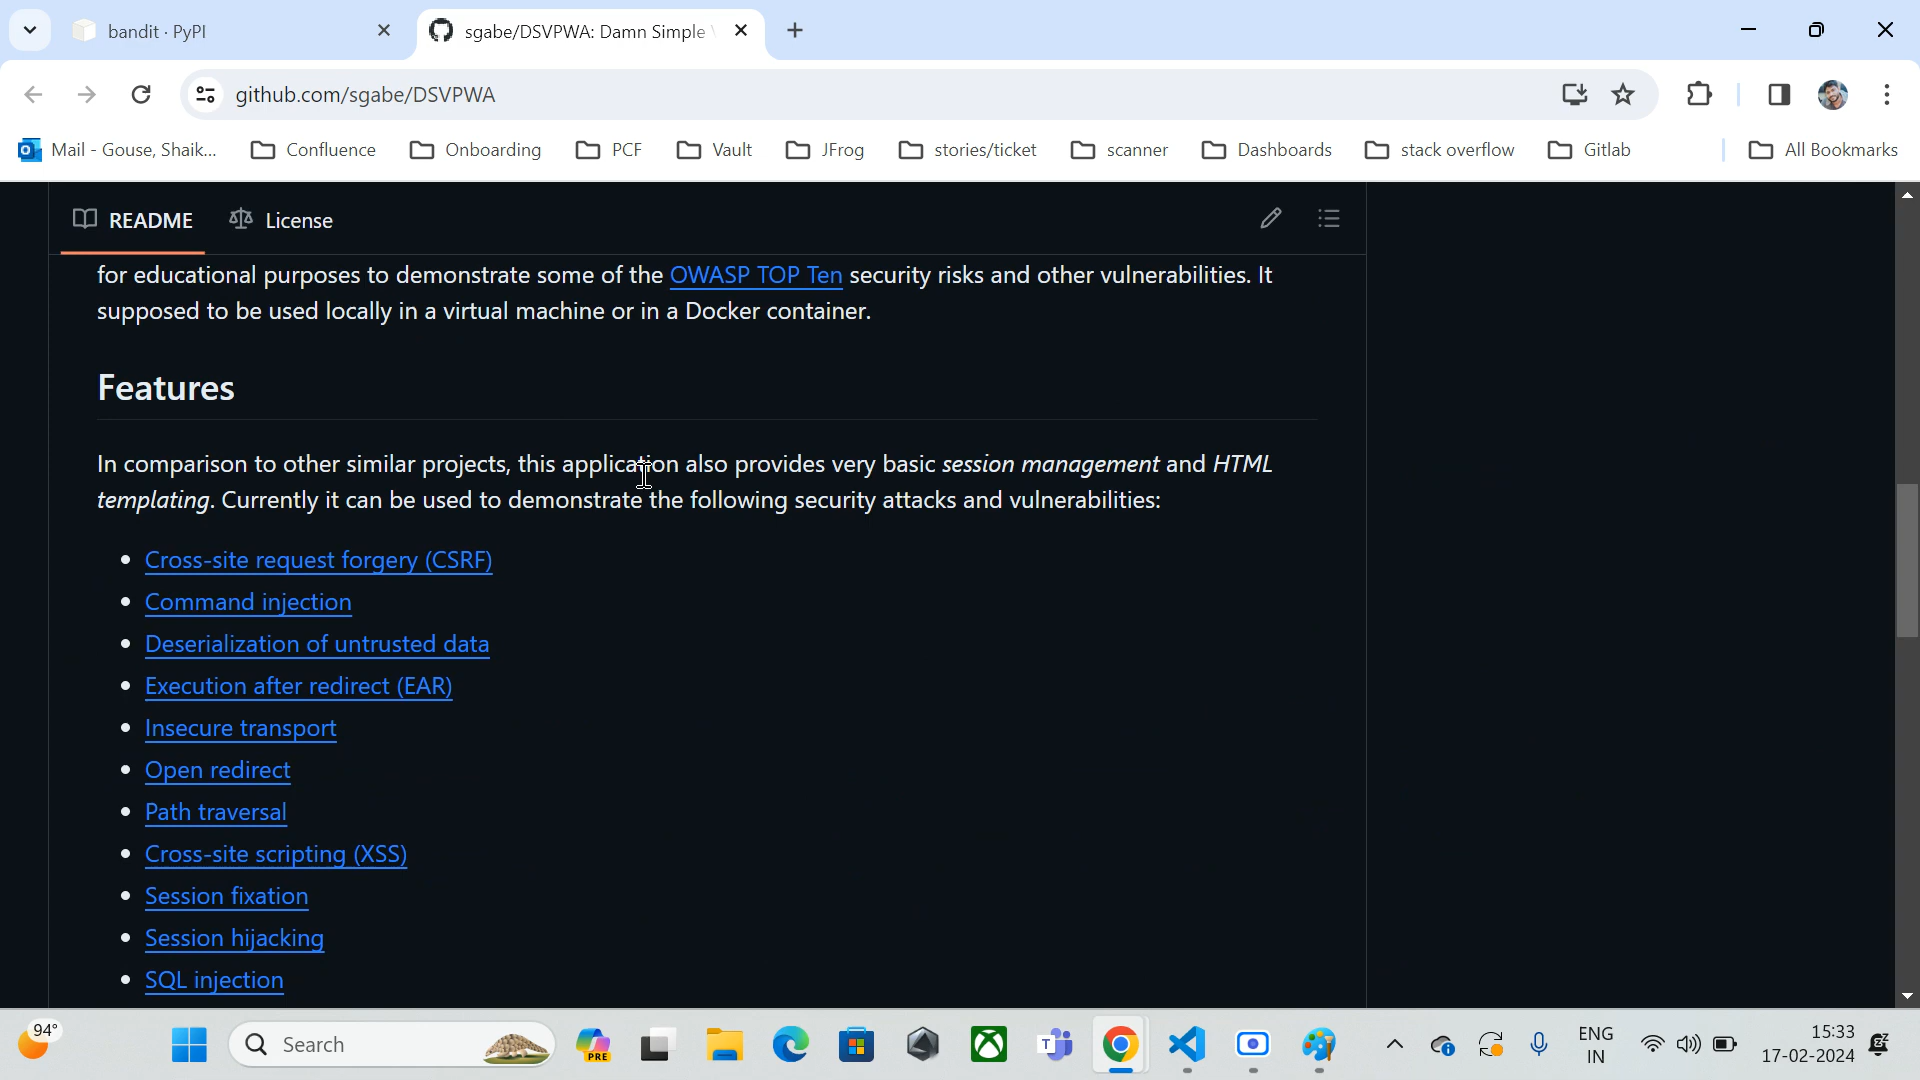 bandit · PyPI
sgabe/DSVPWA: Damn Simple
github.com/sgabe/DSVPWA
Mail - Gouse, Shaik... Confluence Onboarding PCF Vault JFrog stories/ticket scanner Dashboards stack overflow Gitlab All Bookmarks
README License
for educational purposes to demonstrate some of the OWASP TOP Ten security risks and other vulnerabilities. It
supposed to be used locally in a virtual machine or in a Docker container.
Features
In comparison to other similar projects, this application also provides very basic session management and HTML
templating. Currently it can be used to demonstrate the following security attacks and vulnerabilities:
• Cross-site request forgery (CSRF)
• Command injection
• Deserialization of untrusted data
• Execution after redirect (EAR)
• Insecure transport
• Open redirect
• Path traversal
• Cross-site scripting (XSS)
• Session fixation
• Session hijacking
• SQL injection
94°
Search
PRE
ENG
IN
15:33
17-02-2024